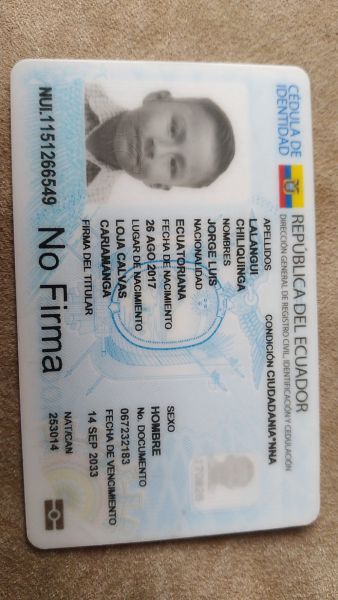 CÉDULA DE
IDENTIDAD
REPÚBLICA DEL ECUADOR
DIRECCIÓN GENERAL DE REGISTRO CIVIL, IDENTIFICACIÓN Y CEDULACIÓN
APELLIDOS
LALANGUI
CHILIQUINGA
CONDICIÓN CIUDADANIA*NNA
NOMBRES
JORGE LUIS
NACIONALIDAD
ECUATORIANA
FECHA DE NACIMIENTO
26 AGO 2017
LUGAR DE NACIMIENTO
LOJA CALVAS
CARIAMANGA
FIRMA DEL TITULAR
SEXO
HOMBRE
No. DOCUMENTO
067232183
FECHA DE VENCIMIENTO
14 SEP 2033
NAT/CAN
253014
NUI.1151266549
No Firma